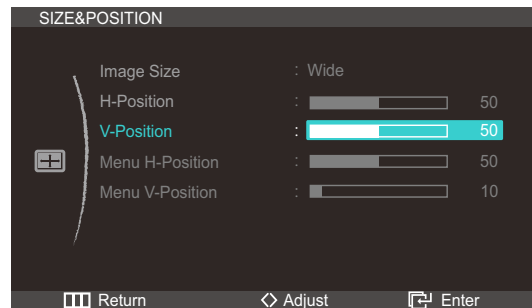 SIZE&POSITION
Image Size : Wide
H-Position : 50
V-Position : 50
Menu H-Position : 50
Menu V-Position : 10
Return Adjust Enter